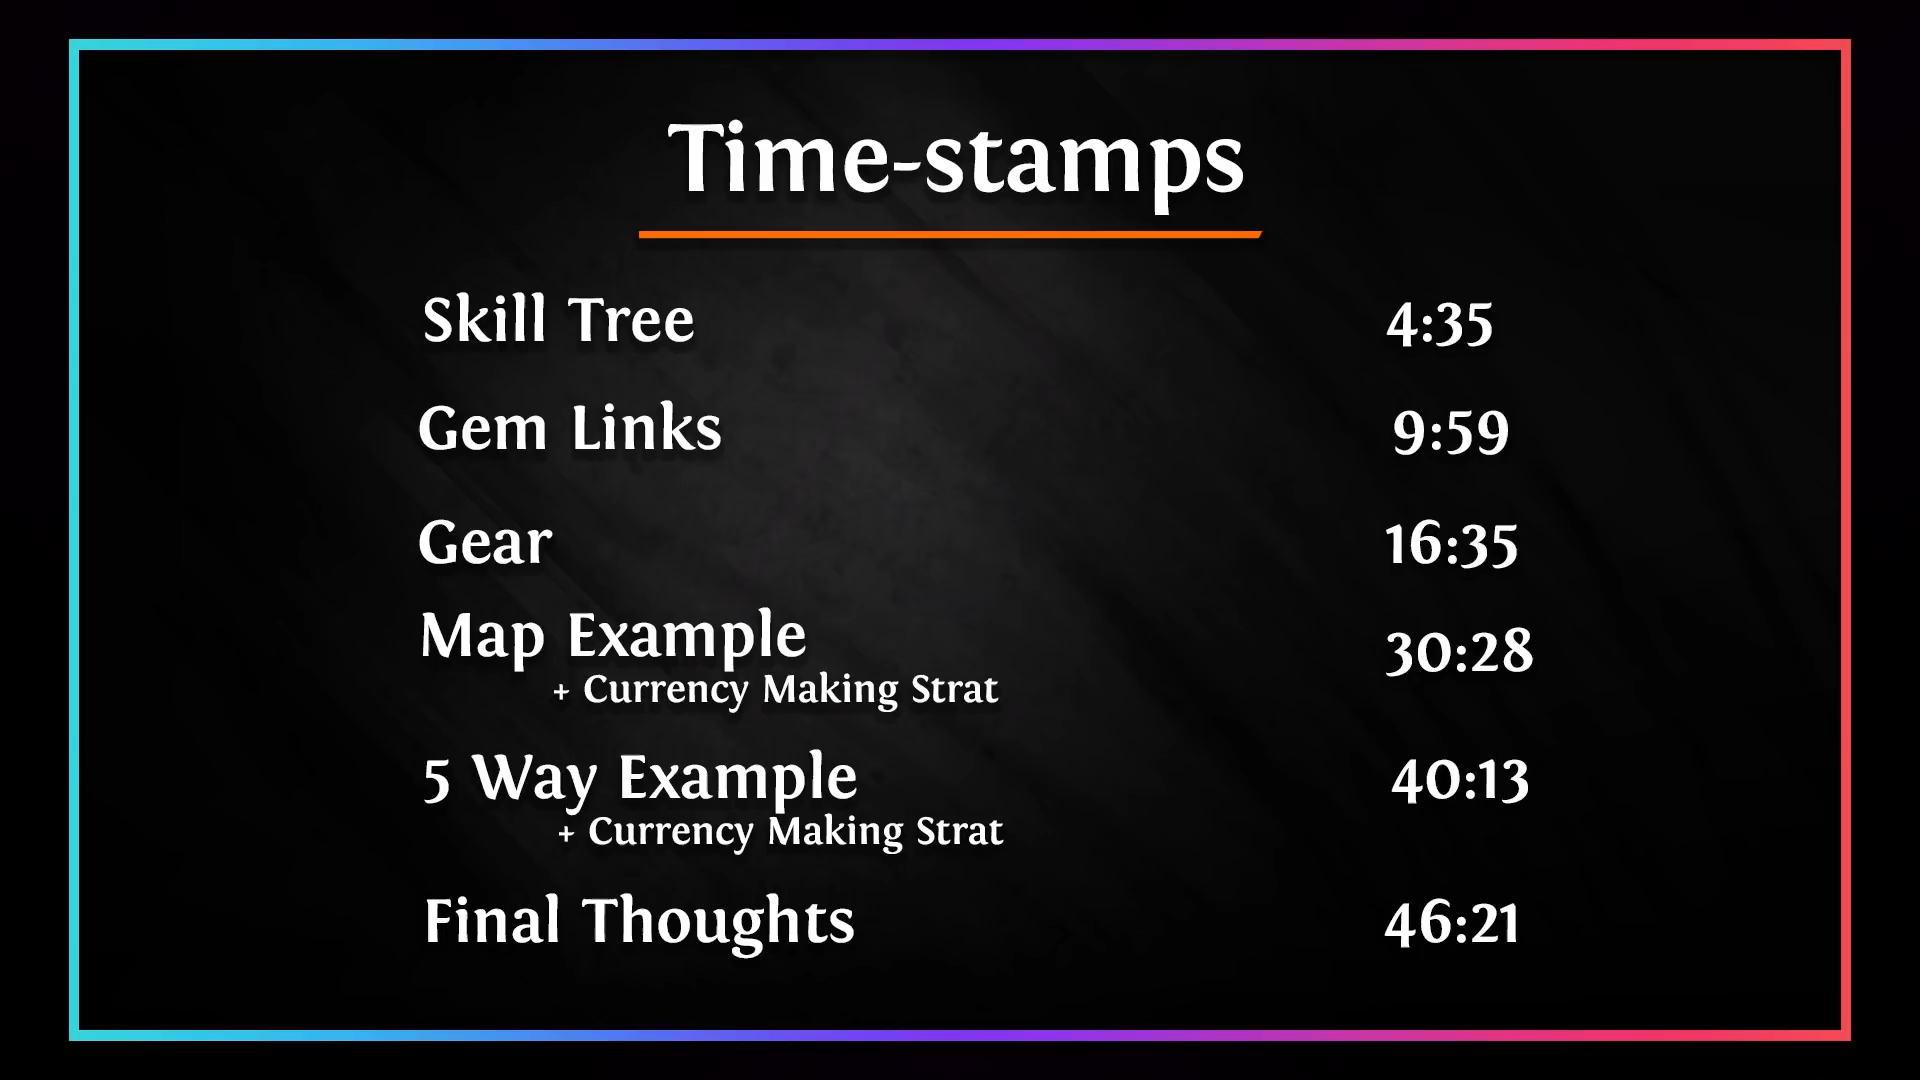 Time-stamps
Skill Tree 4:35
Gem Links 9:59
Gear 16:35
Map Example 30:28
+ Currency Making Strat
5 Way Example 40:13
+ Currency Making Strat
Final Thoughts 46:21